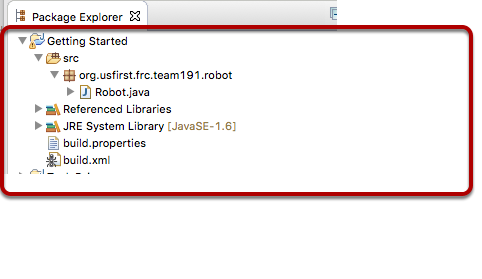 Package Explorer
Getting Started
src
org.usfirst.frc.team191.robot
Robot.java
Referenced Libraries
JRE System Library [JavaSE-1.6]
build.properties
build.xml